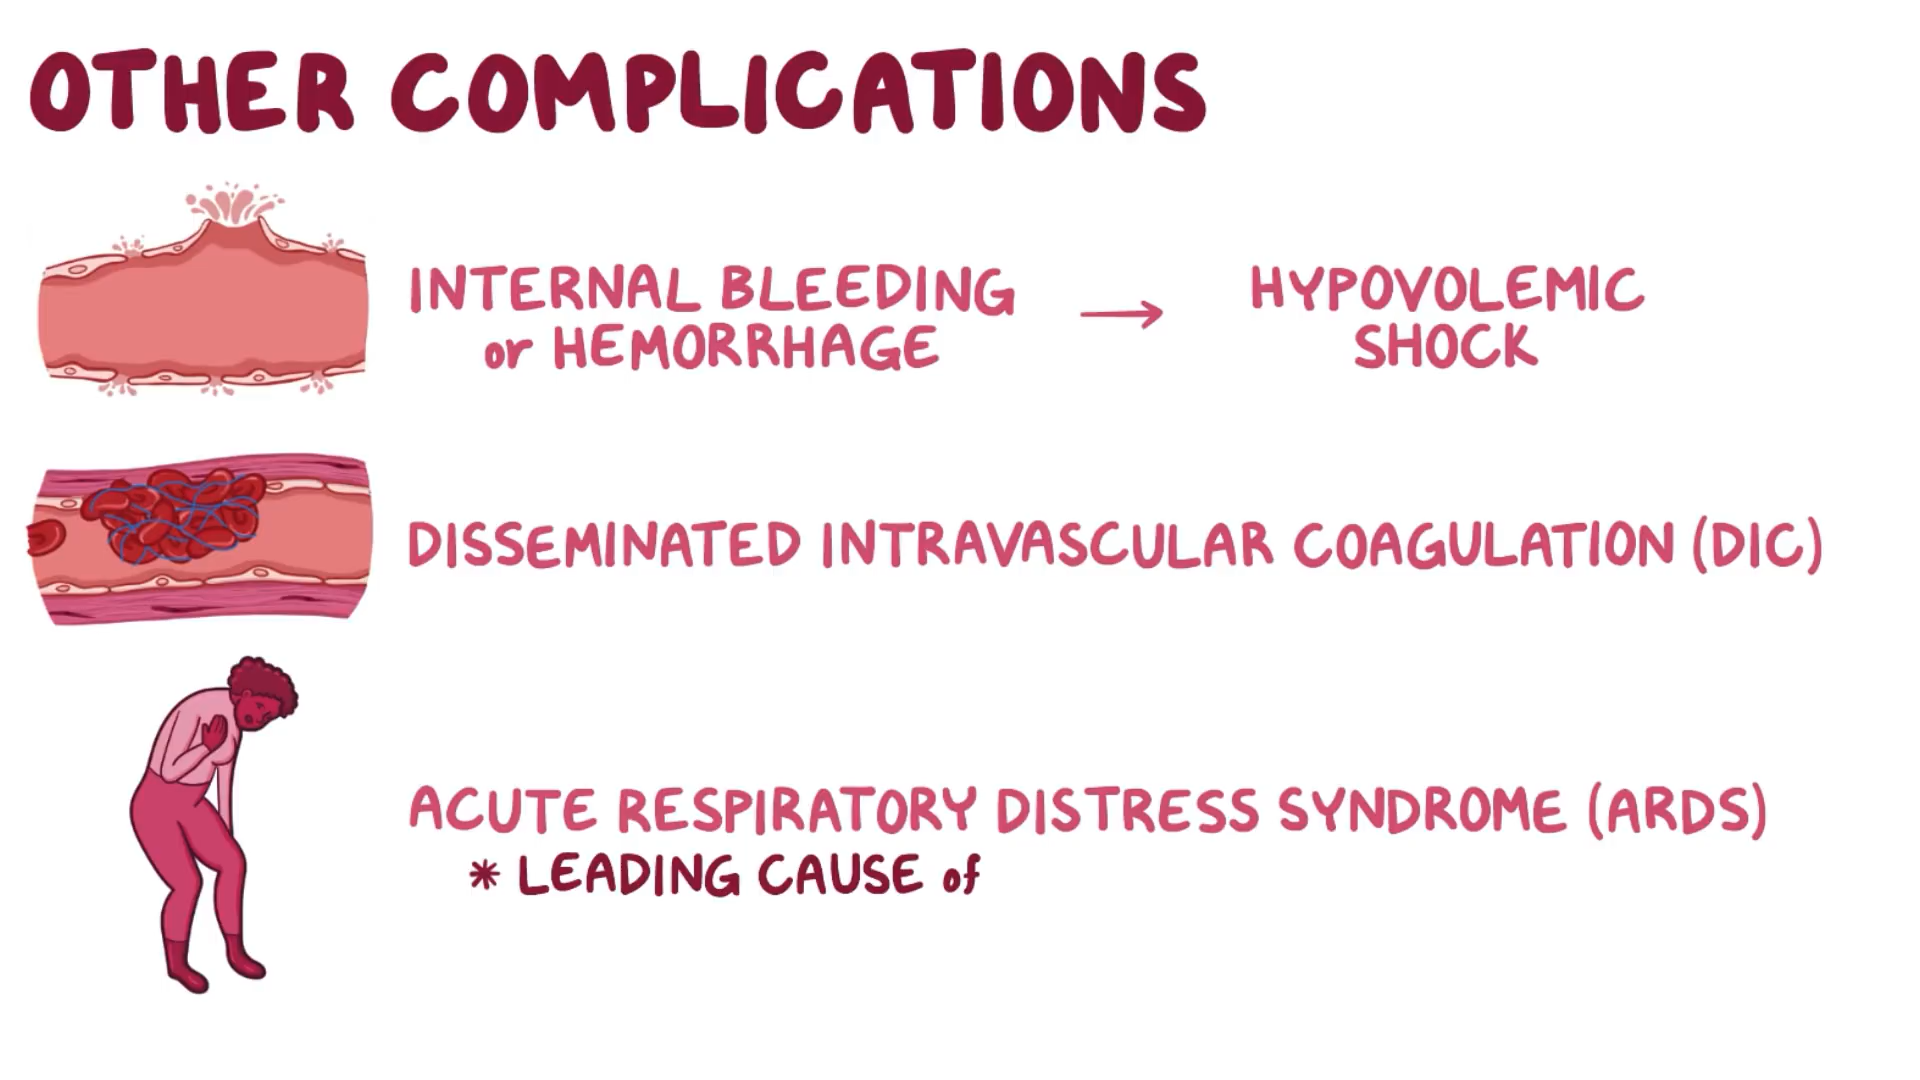 OTHER COMPLICATIONS
INTERNAL BLEEDING
or HEMORRHAGE
→
HYPOVOLEMIC
SHOCK
DISSEMINATED INTRAVASCULAR COAGULATION (DIC)
ACUTE RESPIRATORY DISTRESS SYNDROME (ARDS)
* LEADING CAUSE of